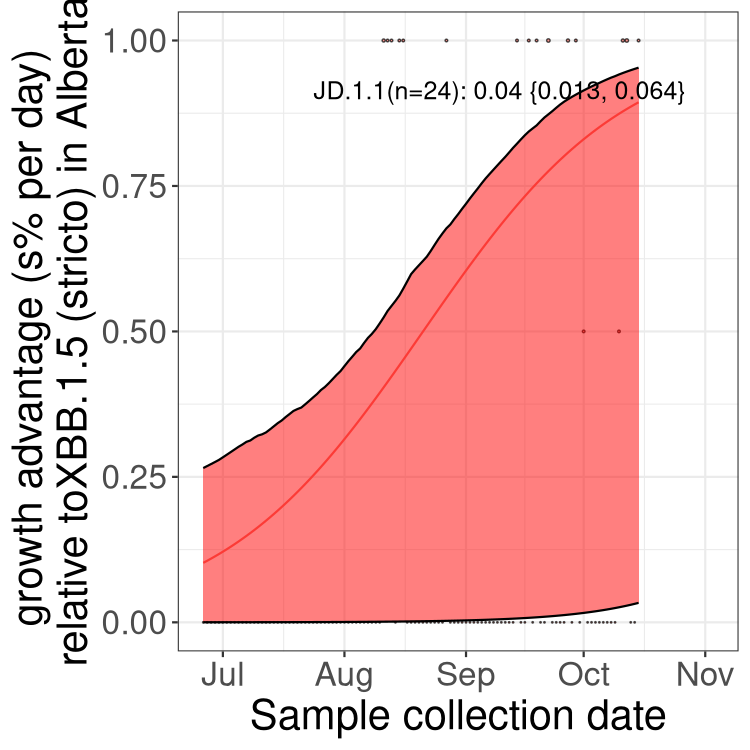 growth advantage (s% per day)
relative toXBB.1.5 (stricto) in Alberta
1.00
0.75
0.50
0.25
0.00
JD.1.1(n=24): 0.04 {0.013, 0.064}
Jul Aug Sep Oct Nov
Sample collection date